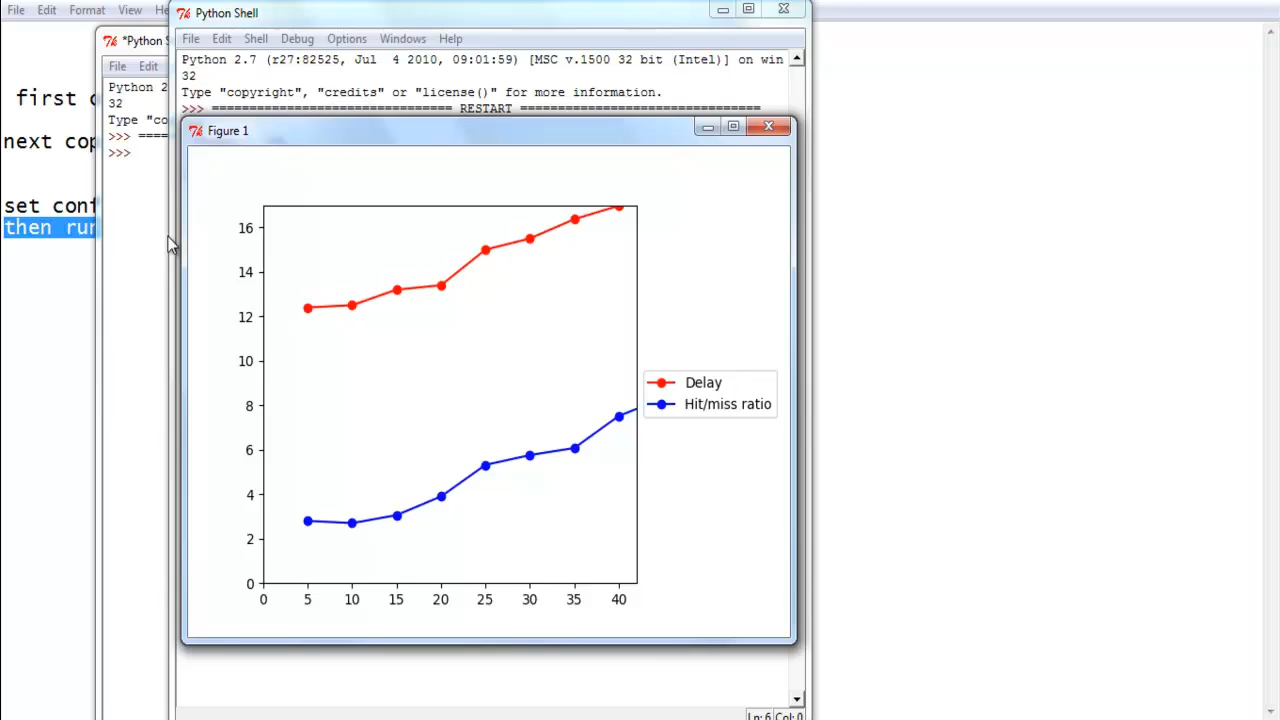 File Edit Format View He
first c
next cop
set conf
then run
*Python S
File Edit
Python 2
32
Type "co
>>> ====
>>>
Python Shell
File Edit Shell Debug Options Windows Help
Python 2.7 (r27:82525, Jul  4 2010, 09:01:59) [MSC v.1500 32 bit (Intel)] on win
32
Type "copyright", "credits" or "license()" for more information.
>>> ================================ RESTART ================================
Figure 1
16
14
12
10
8
6
4
2
0
0 5 10 15 20 25 30 35 40
Delay
Hit/miss ratio
Ln: 6 Col: 0